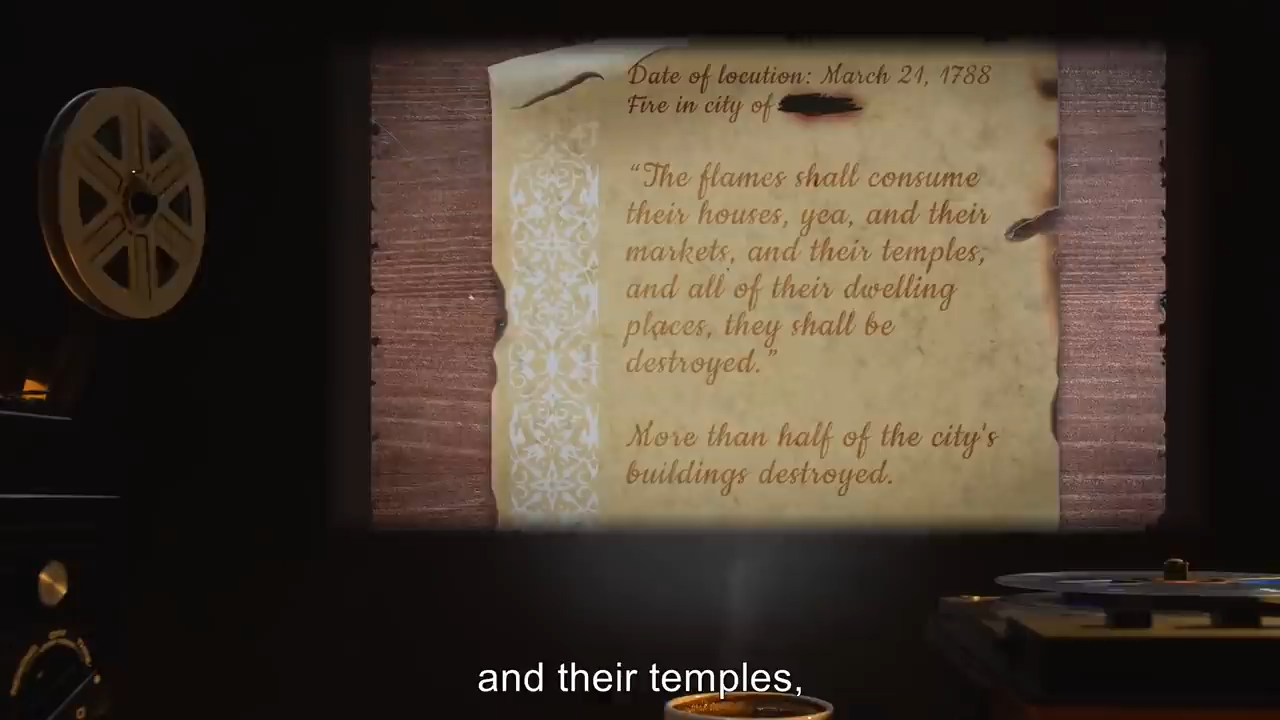 Date of locution: March 21, 1788
Fire in city of
“The flames shall consume
their houses, yea, and their
markets, and their temples,
and all of their dwelling
places, they shall be
destroyed.”
More than half of the city's
buildings destroyed.
and their temples,